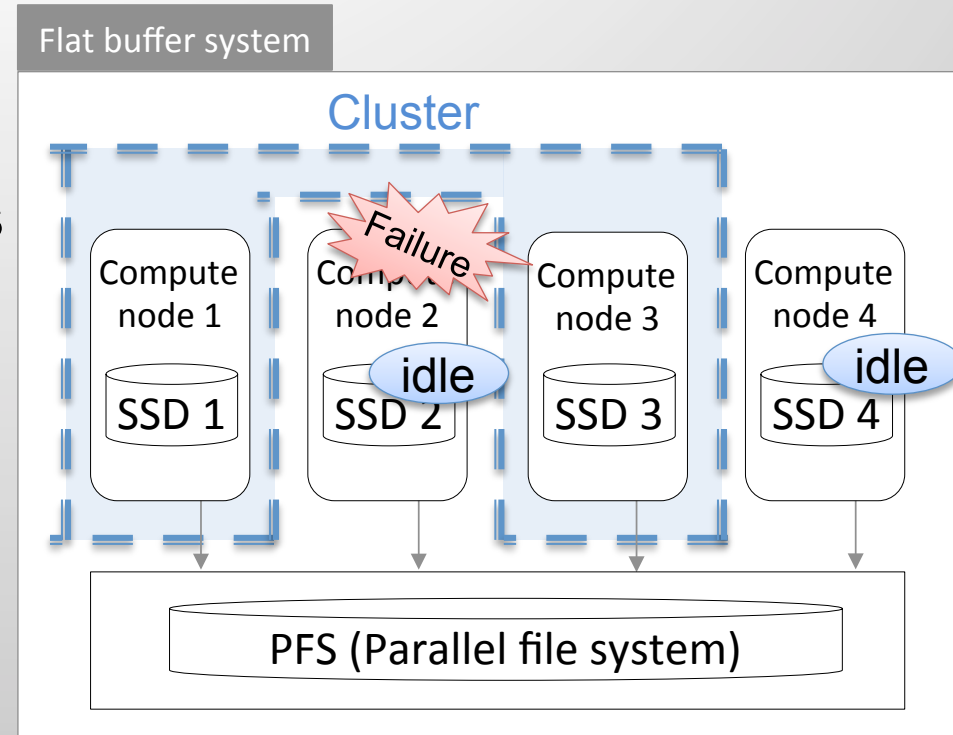 Flat buffer system
Cluster
Failure
Compute
node 1
node 2
Compute
node 3
Compute
node 4
idle
idle
SSD 1
SSD 2
SSD 3
SSD 4
PFS (Parallel file system)